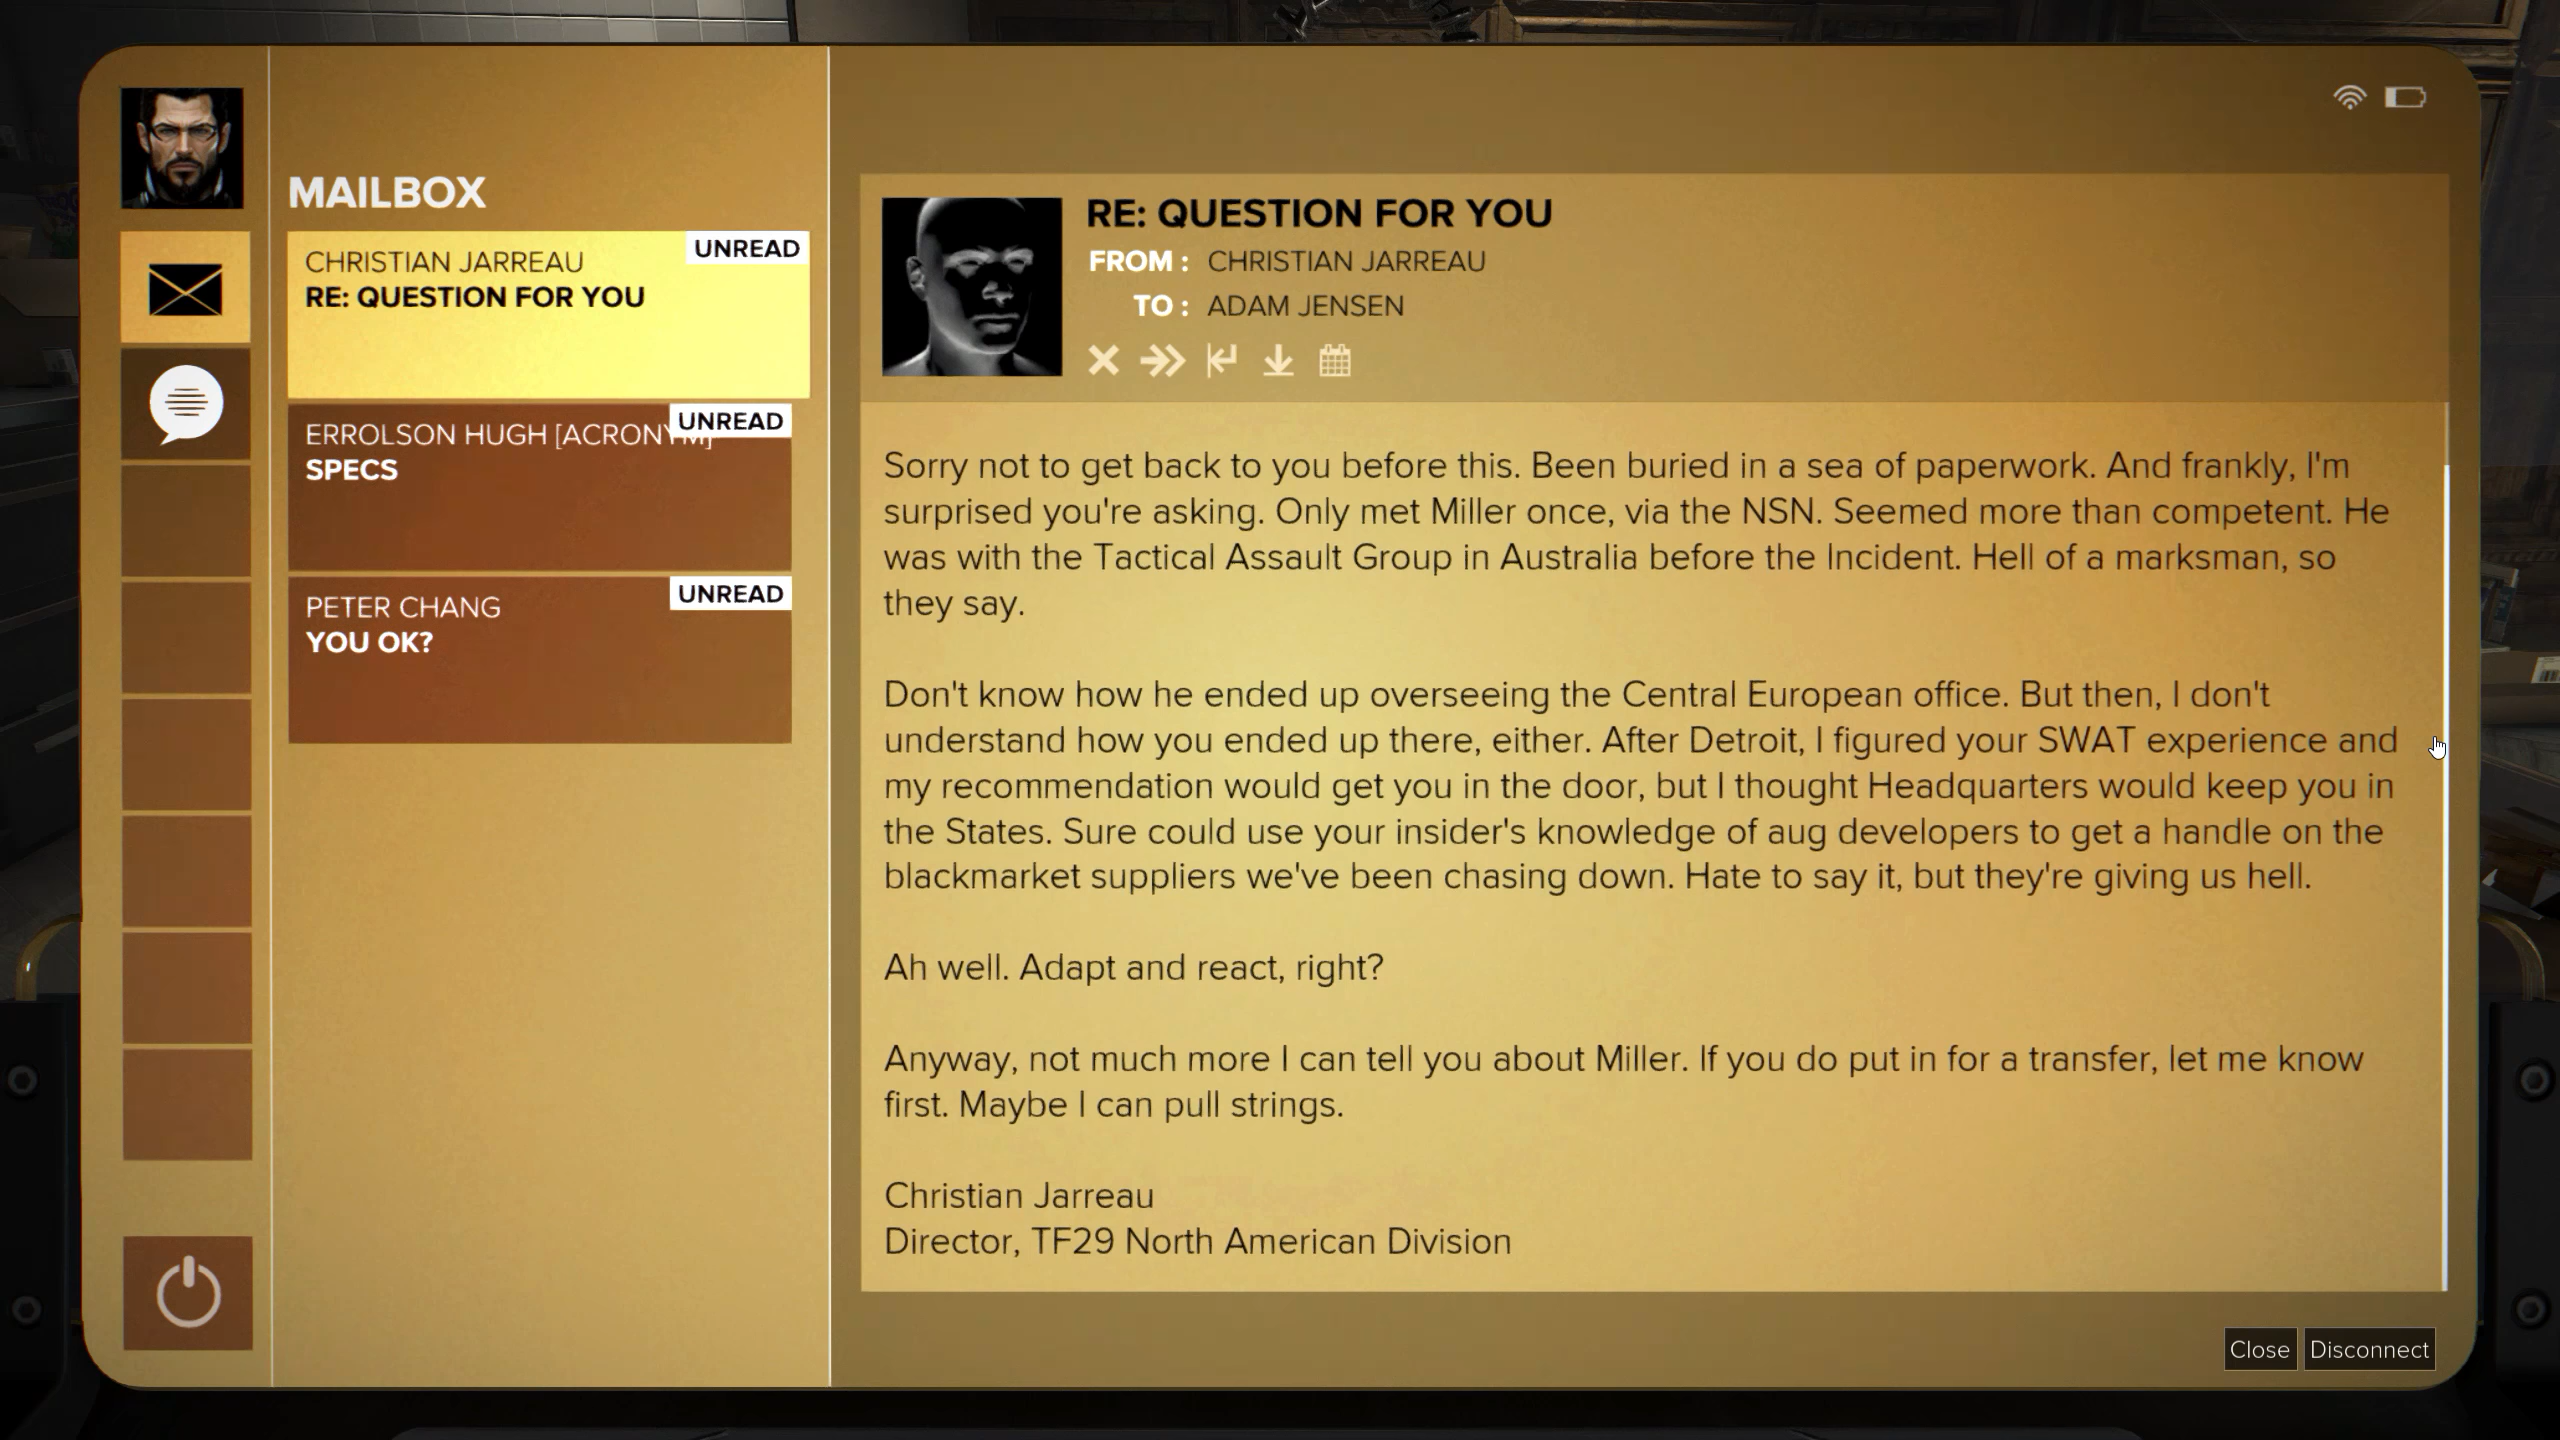 MAILBOX
CHRISTIAN JARREAU
UNREAD
RE: QUESTION FOR YOU
ERROLSON HUGH [ACRONYM]
UNREAD
SPECS
PETER CHANG
UNREAD
YOU OK?
RE: QUESTION FOR YOU
FROM : CHRISTIAN JARREAU
TO : ADAM JENSEN
Sorry not to get back to you before this. Been buried in a sea of paperwork. And frankly, I'm
surprised you're asking. Only met Miller once, via the NSN. Seemed more than competent. He
was with the Tactical Assault Group in Australia before the Incident. Hell of a marksman, so
they say.
Don't know how he ended up overseeing the Central European office. But then, I don't
understand how you ended up there, either. After Detroit, I figured your SWAT experience and
my recommendation would get you in the door, but I thought Headquarters would keep you in
the States. Sure could use your insider's knowledge of aug developers to get a handle on the
blackmarket suppliers we've been chasing down. Hate to say it, but they're giving us hell.
Ah well. Adapt and react, right?
Anyway, not much more I can tell you about Miller. If you do put in for a transfer, let me know
first. Maybe I can pull strings.
Christian Jarreau
Director, TF29 North American Division
Close Disconnect